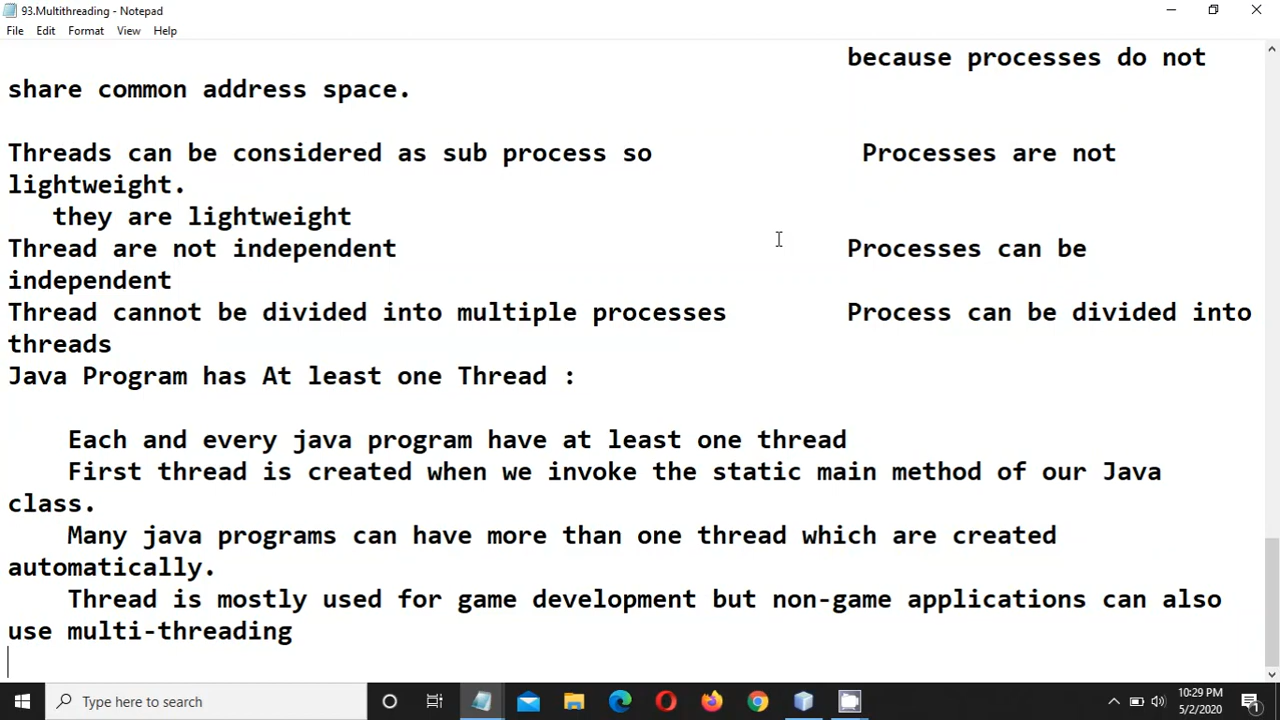 93.Multithreading - Notepad
File Edit Format View Help
because processes do not
share common address space.
Threads can be considered as sub process so Processes are not
lightweight.
they are lightweight
Thread are not independent Processes can be
independent
Thread cannot be divided into multiple processes Process can be divided into
threads
Java Program has At least one Thread :
Each and every java program have at least one thread
First thread is created when we invoke the static main method of our Java
class.
Many java programs can have more than one thread which are created
automatically.
Thread is mostly used for game development but non-game applications can also
use multi-threading
Type here to search
10:29 PM
5/2/2020
1